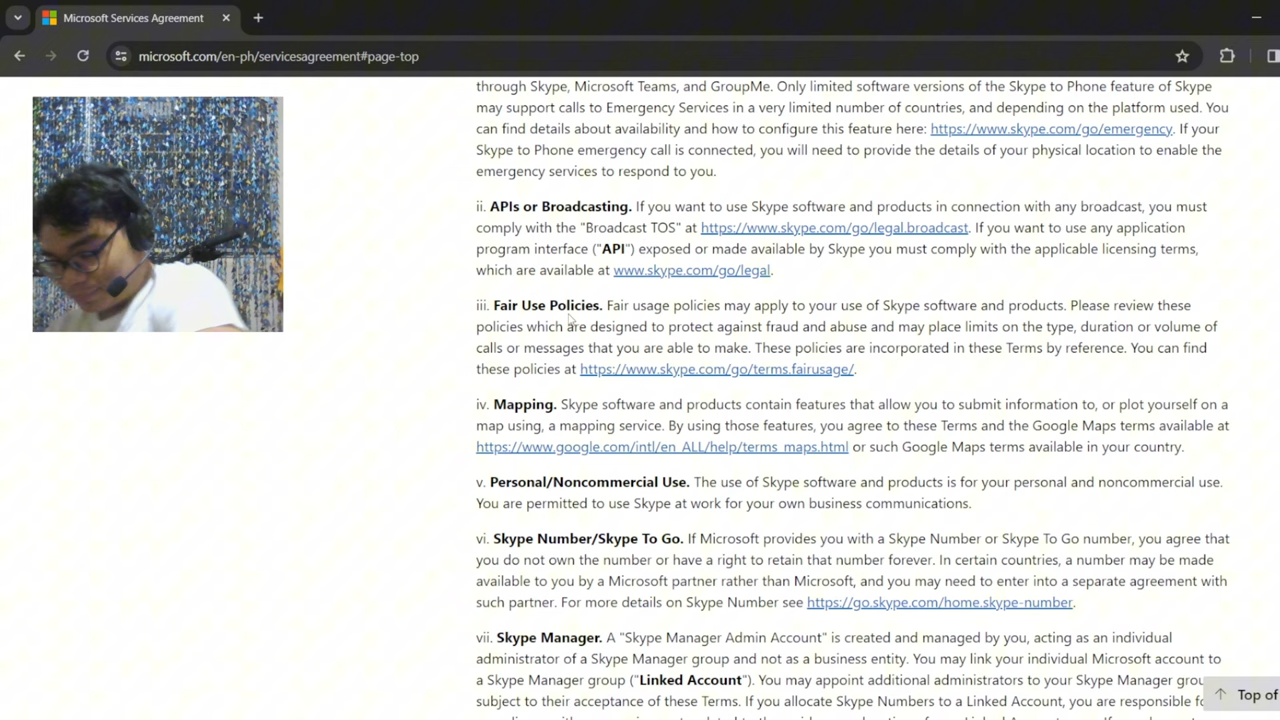 Microsoft Services Agreement
microsoft.com/en-ph/servicesagreement#page-top
through Skype, Microsoft Teams, and GroupMe. Only limited software versions of the Skype to Phone feature of Skype
may support calls to Emergency Services in a very limited number of countries, and depending on the platform used. You
can find details about availability and how to configure this feature here: https://www.skype.com/go/emergency. If your
Skype to Phone emergency call is connected, you will need to provide the details of your physical location to enable the
emergency services to respond to you.
ii. APIs or Broadcasting. If you want to use Skype software and products in connection with any broadcast, you must
comply with the "Broadcast TOS" at https://www.skype.com/go/legal.broadcast. If you want to use any application
program interface ("API") exposed or made available by Skype you must comply with the applicable licensing terms,
which are available at www.skype.com/go/legal.
iii. Fair Use Policies. Fair usage policies may apply to your use of Skype software and products. Please review these
policies which are designed to protect against fraud and abuse and may place limits on the type, duration or volume of
calls or messages that you are able to make. These policies are incorporated in these Terms by reference. You can find
these policies at https://www.skype.com/go/terms.fairusage/.
iv. Mapping. Skype software and products contain features that allow you to submit information to, or plot yourself on a
map using, a mapping service. By using those features, you agree to these Terms and the Google Maps terms available at
https://www.google.com/intl/en_ALL/help/terms_maps.html or such Google Maps terms available in your country.
v. Personal/Noncommercial Use. The use of Skype software and products is for your personal and noncommercial use.
You are permitted to use Skype at work for your own business communications.
vi. Skype Number/Skype To Go. If Microsoft provides you with a Skype Number or Skype To Go number, you agree that
you do not own the number or have a right to retain that number forever. In certain countries, a number may be made
available to you by a Microsoft partner rather than Microsoft, and you may need to enter into a separate agreement with
such partner. For more details on Skype Number see https://go.skype.com/home.skype-number.
vii. Skype Manager. A "Skype Manager Admin Account" is created and managed by you, acting as an individual
administrator of a Skype Manager group and not as a business entity. You may link your individual Microsoft account to
a Skype Manager group ("Linked Account"). You may appoint additional administrators to your Skype Manager grou
subject to their acceptance of these Terms. If you allocate Skype Numbers to a Linked Account, you are responsible fo
Top of